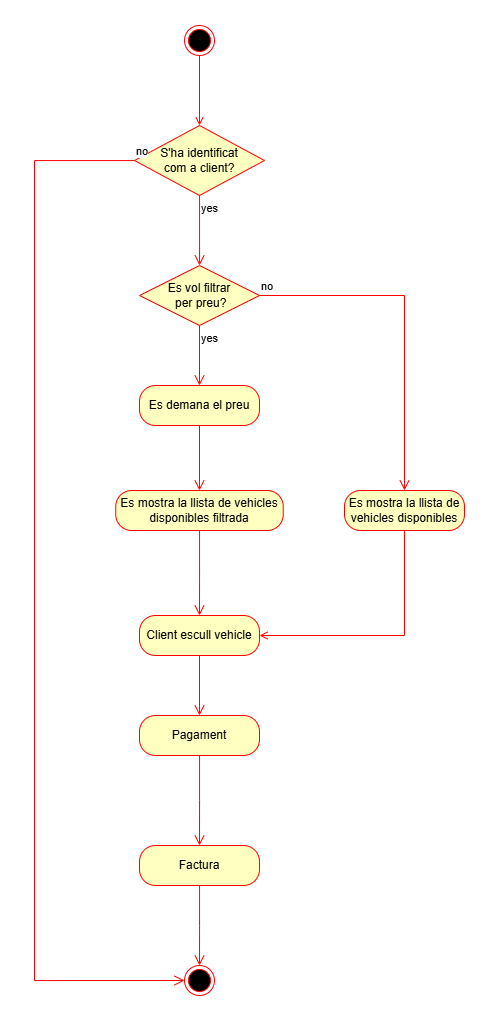 no
S'ha identificat
com a client?
yes
Es vol filtrar
per preu?
no
yes
Es demana el preu
Es mostra la llista de vehicles
disponibles filtrada
Es mostra la llista de
vehicles disponibles
Client escull vehicle
Pagament
Factura